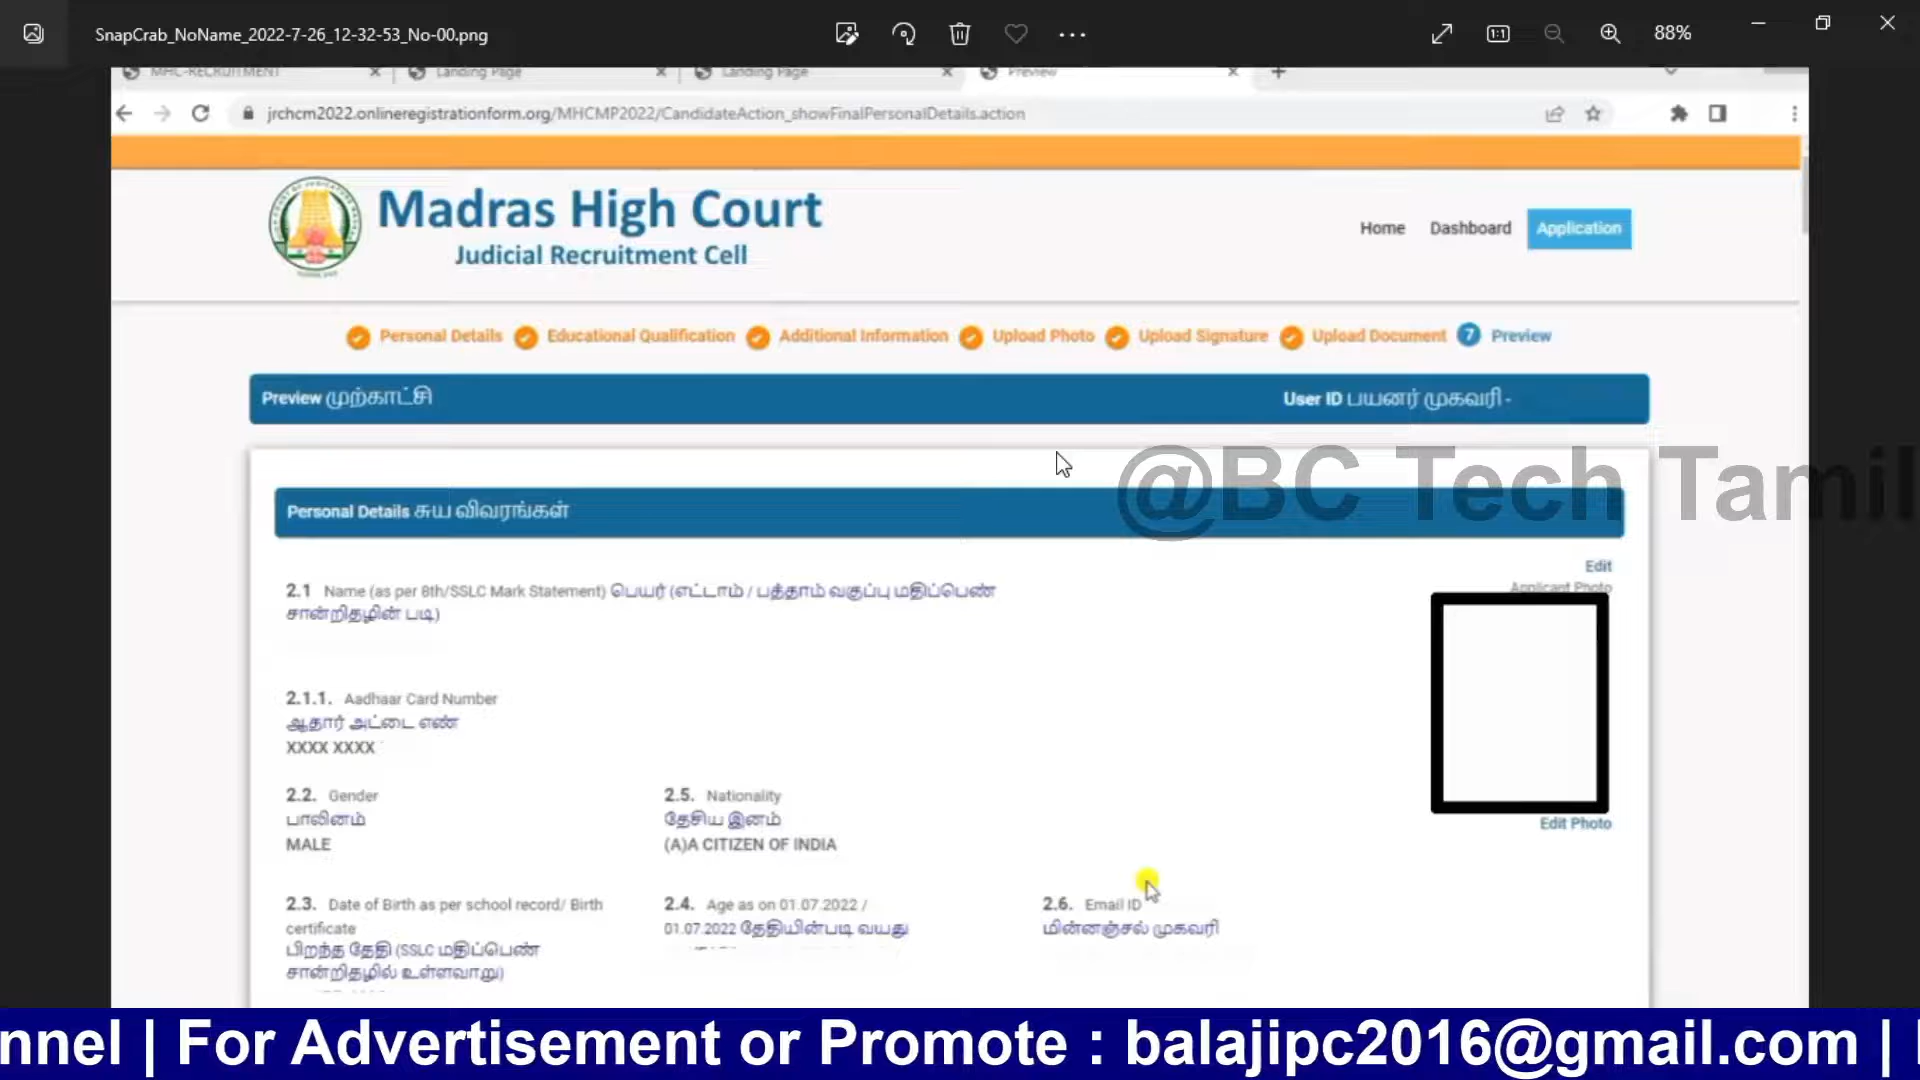 SnapCrab_NoName_2022-7-26_12-32-53_No-00.png
88%
MHC-RECRUITMENT
Landing Page
Landing Page
Preview
jrchcm2022.onlineregistrationform.org/MHCMP2022/CandidateAction_showFinalPersonalDetails.action
Madras High Court
Judicial Recruitment Cell
Home Dashboard Application
Personal Details Educational Qualification Additional Information Upload Photo Upload Signature Upload Document 7 Preview
Preview முற்காட்சி User ID பயனர் முகவரி -
@BC Tech Tamil
Personal Details சுய விவரங்கள்
Edit
Applicant Photo
2.1 Name (as per 8th/SSLC Mark Statement) பெயர் (எட்டாம் / பத்தாம் வகுப்பு மதிப்பெண்
சான்றிதழின் படி)
2.1.1. Aadhaar Card Number
ஆதார் அட்டை எண்
XXXX XXXX
Edit Photo
2.2. Gender
பாலினம்
MALE
2.5. Nationality
தேசிய இனம்
(A)A CITIZEN OF INDIA
2.3. Date of Birth as per school record/ Birth
certificate
பிறந்த தேதி (SSLC மதிப்பெண்
சான்றிதழில் உள்ளவாறு)
2.4. Age as on 01.07.2022 /
01.07.2022 தேதியின்படி வயது
2.6. Email ID
மின்னஞ்சல் முகவரி
nnel | For Advertisement or Promote : balajipc2016@gmail.com |